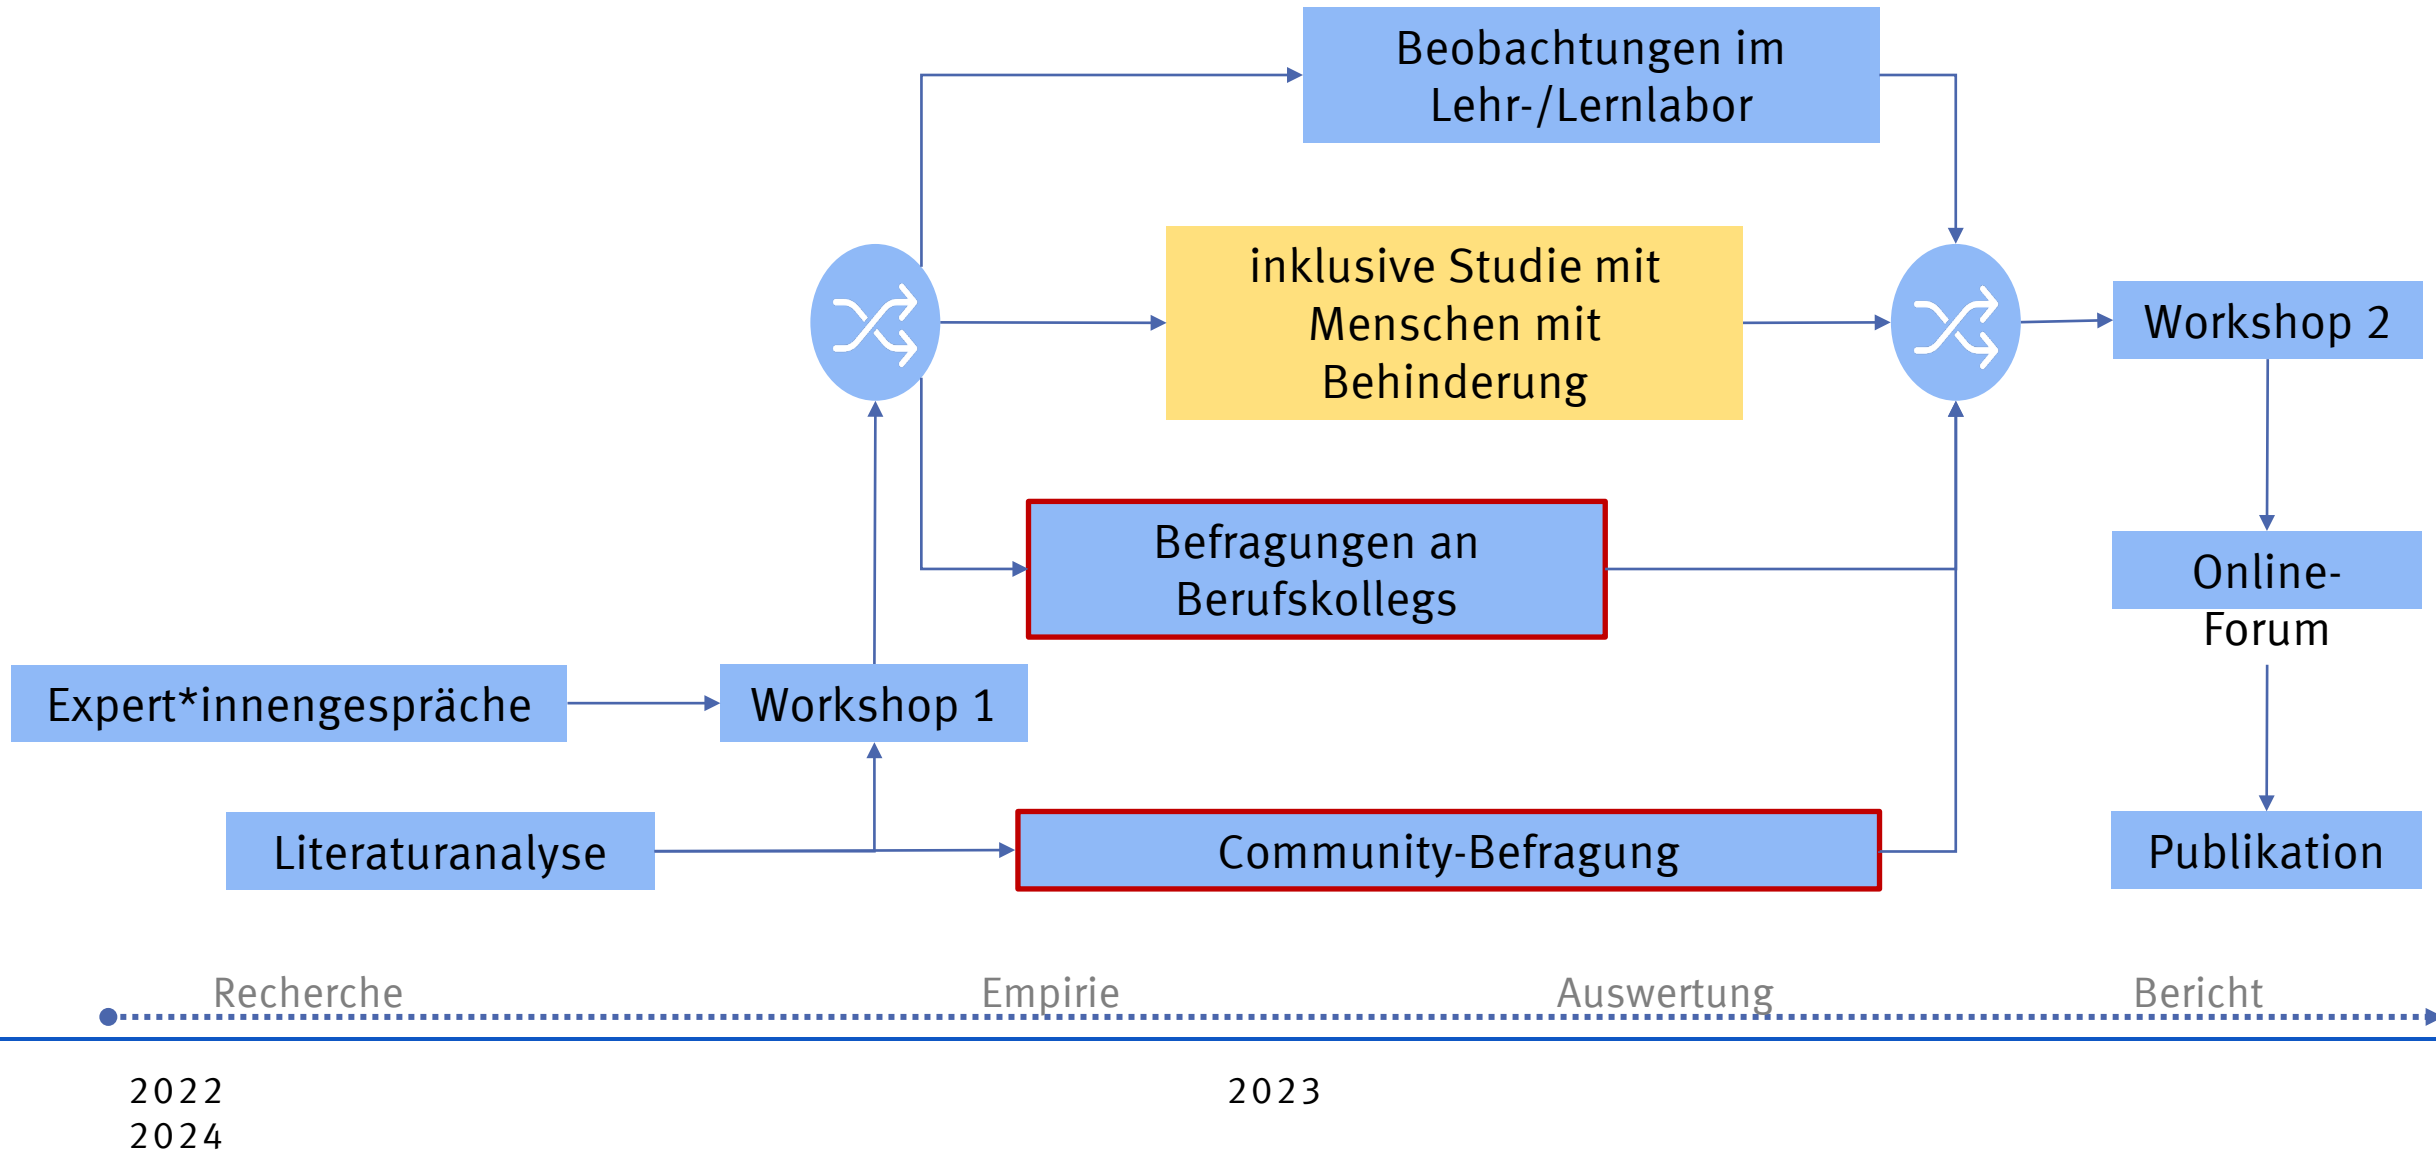 Beobachtungen im
Lehr-/Lernlabor
inklusive Studie mit
Menschen mit
Behinderung
Workshop 2
Befragungen an
Berufskollegs
Online-
Forum
Expert*innengespräche
Workshop 1
Literaturanalyse
Community-Befragung
Publikation
Recherche
Empirie
Auswertung
Bericht
2022
2023
2024